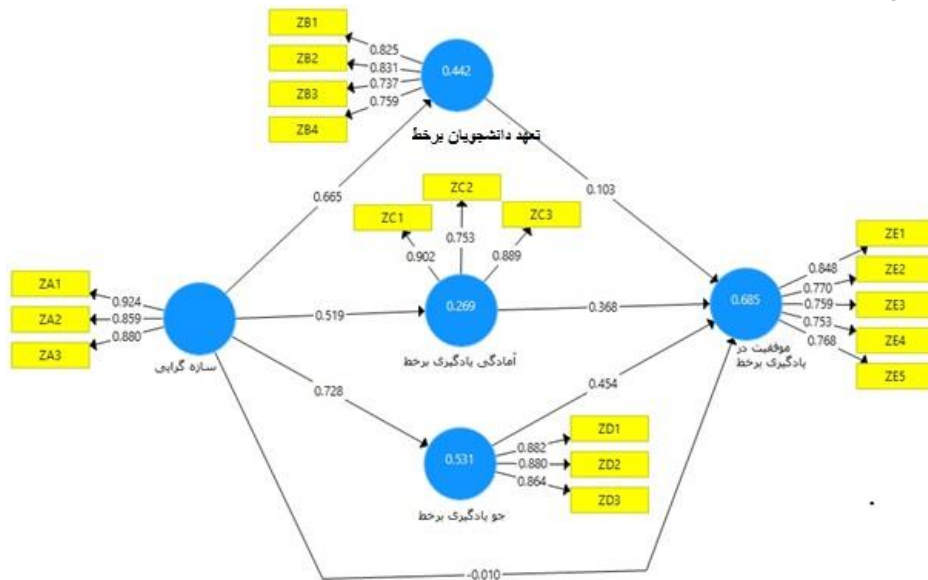 ZB1
0.825
ZB2
0.831
ZB3
0.737
ZB4
0.759
0.442
تعهد دانشجویان برخط
0.665
0.103
ZC1
ZC2
ZC3
0.902
0.753
0.889
ZA1
0.924
ZA2
0.859
ZA3
0.880
سازه گرایی
0.519
0.269
آمادگی یادگیری برخط
0.368
0.685
موفقیت در
یادگیری برخط
ZE1
0.848
ZE2
0.770
ZE3
0.759
ZE4
0.753
ZE5
0.768
0.728
0.454
0.531
جو یادگیری برخط
ZD1
0.882
ZD2
0.880
ZD3
0.864
-0.010